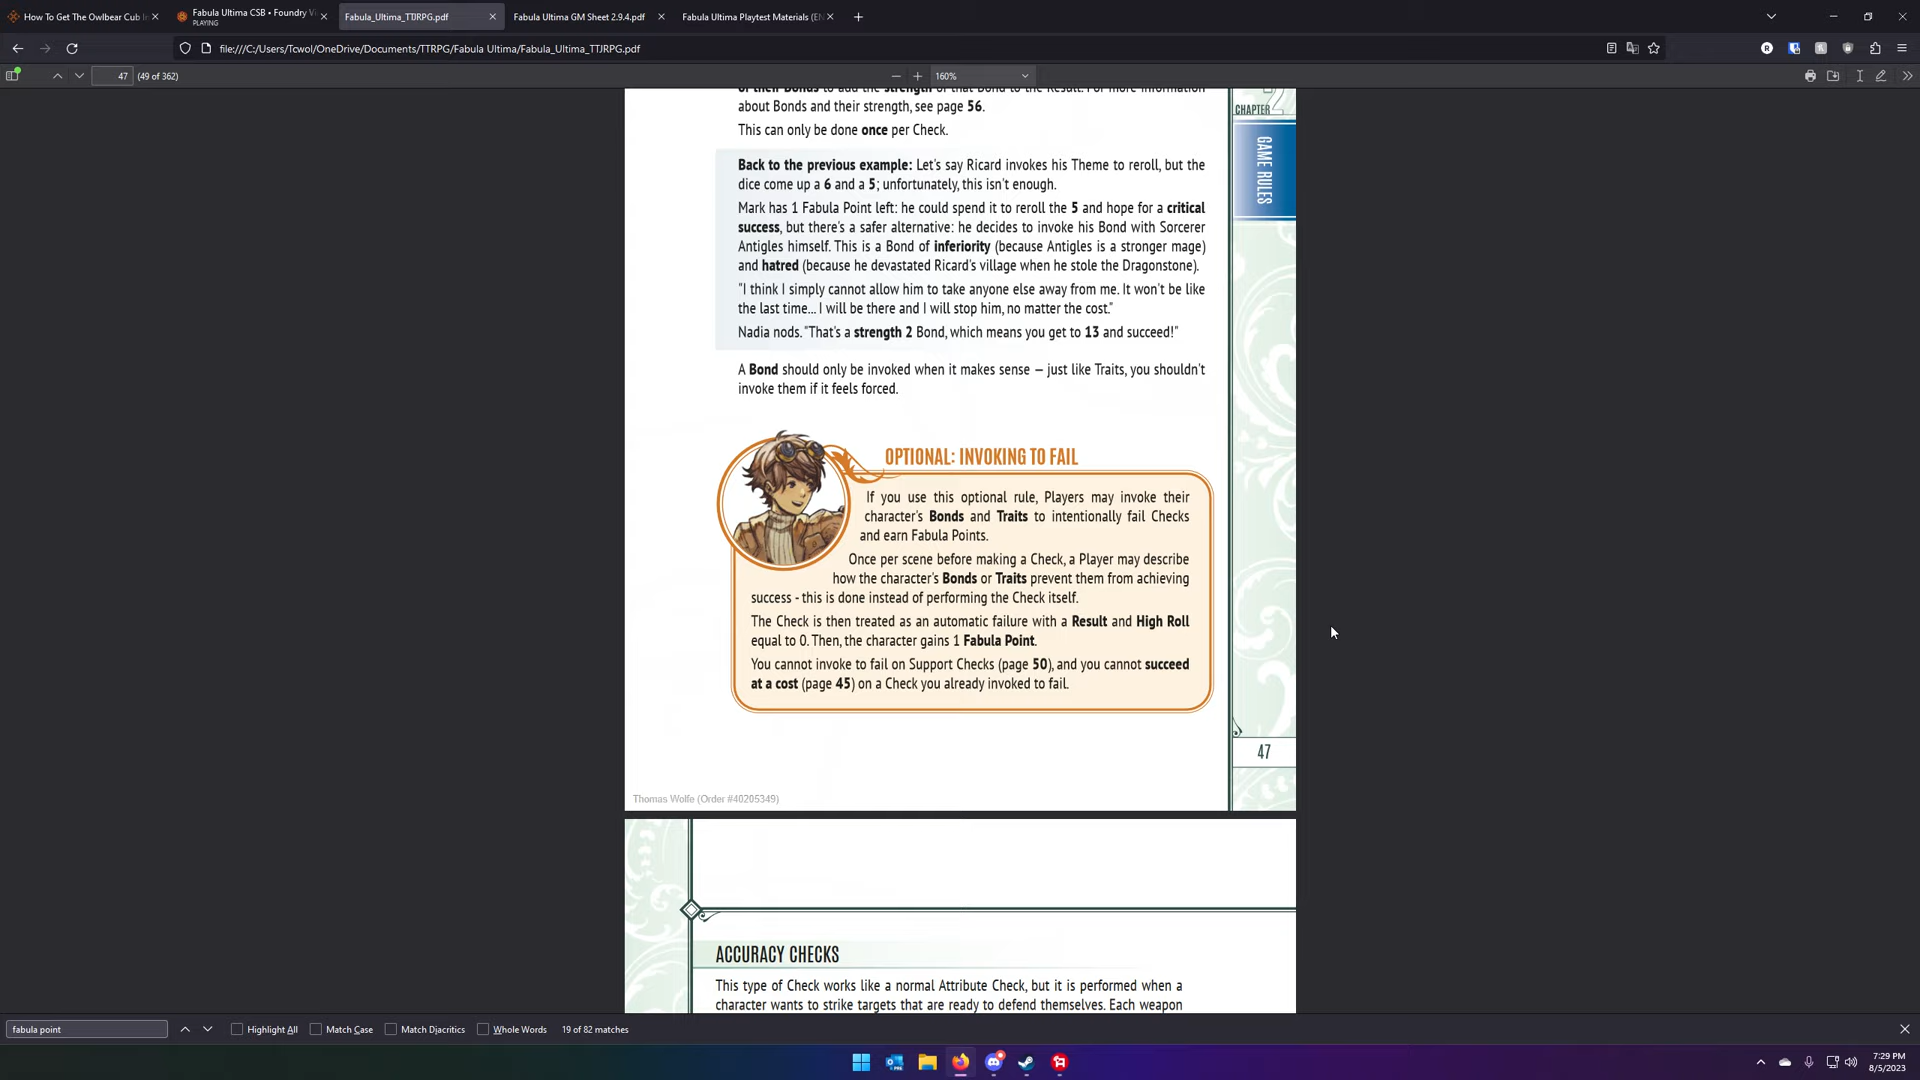 How To Get The Owlbear Cub I
Fabula Ultima CSB • Foundry V
PLAYING
Fabula_Ultima_TTJRPG.pdf
Fabula Ultima GM Sheet 2.9.4.pdf
Fabula Ultima Playtest Materials (EN
file:///C:/Users/Tcwol/OneDrive/Documents/TTRPG/Fabula Ultima/Fabula_Ultima_TTJRPG.pdf
47
(49 of 362)
160%
of their Bonds to add the strength of that Bond to the Result. For more information
about Bonds and their strength, see page 56.
This can only be done once per Check.
CHAPTER 2
GAME RULES
Back to the previous example: Let's say Ricard invokes his Theme to reroll, but the
dice come up a 6 and a 5; unfortunately, this isn't enough.
Mark has 1 Fabula Point left: he could spend it to reroll the 5 and hope for a critical
success, but there's a safer alternative: he decides to invoke his Bond with Sorcerer
Antigles himself. This is a Bond of inferiority (because Antigles is a stronger mage)
and hatred (because he devastated Ricard's village when he stole the Dragonstone).
"I think I simply cannot allow him to take anyone else away from me. It won't be like
the last time... I will be there and I will stop him, no matter the cost."
Nadia nods. "That's a strength 2 Bond, which means you get to 13 and succeed!"
A Bond should only be invoked when it makes sense — just like Traits, you shouldn't
invoke them if it feels forced.
OPTIONAL: INVOKING TO FAIL
If you use this optional rule, Players may invoke their
character's Bonds and Traits to intentionally fail Checks
and earn Fabula Points.
Once per scene before making a Check, a Player may describe
how the character's Bonds or Traits prevent them from achieving
success - this is done instead of performing the Check itself.
The Check is then treated as an automatic failure with a Result and High Roll
equal to 0. Then, the character gains 1 Fabula Point.
You cannot invoke to fail on Support Checks (page 50), and you cannot succeed
at a cost (page 45) on a Check you already invoked to fail.
47
Thomas Wolfe (Order #40205349)
ACCURACY CHECKS
This type of Check works like a normal Attribute Check, but it is performed when a
character wants to strike targets that are ready to defend themselves. Each weapon
fabula point
Highlight All
Match Case
Match Diacritics
Whole Words
19 of 82 matches
7:29 PM
8/5/2023